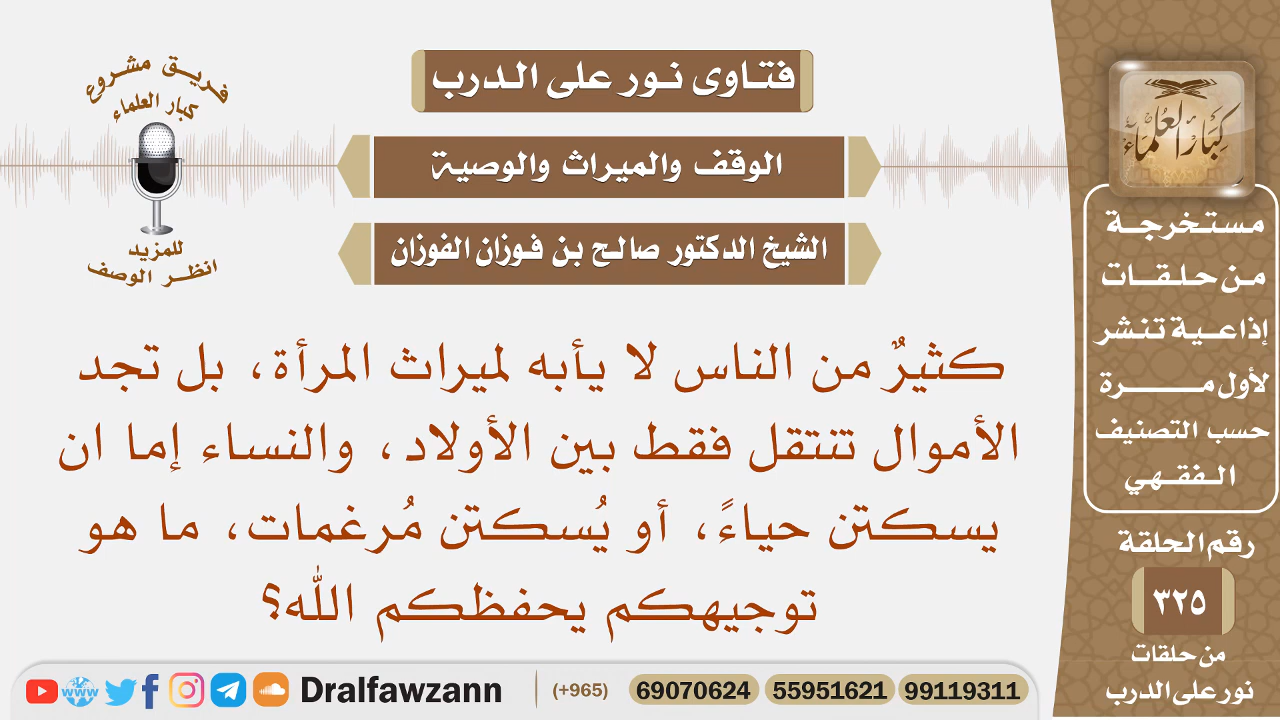 فريق مشروع
كبار العلماء
للمزيد
انظر الوصف
فتاوى نور على الدرب
الوقف والميراث والوصية
الشيخ الدكتور صالح بن فوزان الفوزان
كثيرٌ من الناس لا يأبه لميراث المرأة، بل تجد
الأموال تنتقل فقط بين الأولاد، والنساء إما ان
يسكتن حياءً، أو يُسكتن مُرغمات، ما هو
توجيهكم يحفظكم الله؟
كبار العلماء
مستخرجة
من حلقات
إذاعية تنشر
لأول مرة
حسب التصنيف
الفقهي
رقم الحلقة
٣٢٥
من حلقات
نور على الدرب
www Dralfawzann (+965) 69070624 55951621 99119311